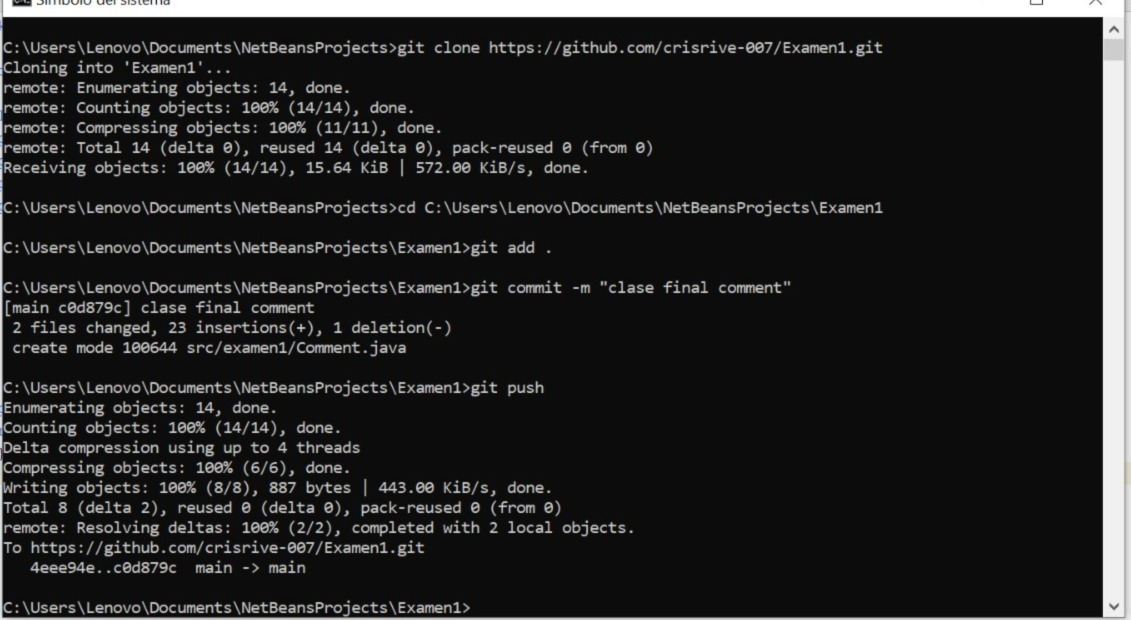 Símbolo del sistema
C:\Users\Lenovo\Documents\NetBeansProjects>git clone https://github.com/crisrive-007/Examen1.git
Cloning into 'Examen1'...
remote: Enumerating objects: 14, done.
remote: Counting objects: 100% (14/14), done.
remote: Compressing objects: 100% (11/11), done.
remote: Total 14 (delta 0), reused 14 (delta 0), pack-reused 0 (from 0)
Receiving objects: 100% (14/14), 15.64 KiB | 572.00 KiB/s, done.
C:\Users\Lenovo\Documents\NetBeansProjects>cd C:\Users\Lenovo\Documents\NetBeansProjects\Examen1
C:\Users\Lenovo\Documents\NetBeansProjects\Examen1>git add .
C:\Users\Lenovo\Documents\NetBeansProjects\Examen1>git commit -m "clase final comment"
[main c0d879c] clase final comment
 2 files changed, 23 insertions(+), 1 deletion(-)
 create mode 100644 src/examen1/Comment.java
C:\Users\Lenovo\Documents\NetBeansProjects\Examen1>git push
Enumerating objects: 14, done.
Counting objects: 100% (14/14), done.
Delta compression using up to 4 threads
Compressing objects: 100% (6/6), done.
Writing objects: 100% (8/8), 887 bytes | 443.00 KiB/s, done.
Total 8 (delta 2), reused 0 (delta 0), pack-reused 0 (from 0)
remote: Resolving deltas: 100% (2/2), completed with 2 local objects.
To https://github.com/crisrive-007/Examen1.git
   4eee94e..c0d879c  main -> main
C:\Users\Lenovo\Documents\NetBeansProjects\Examen1>